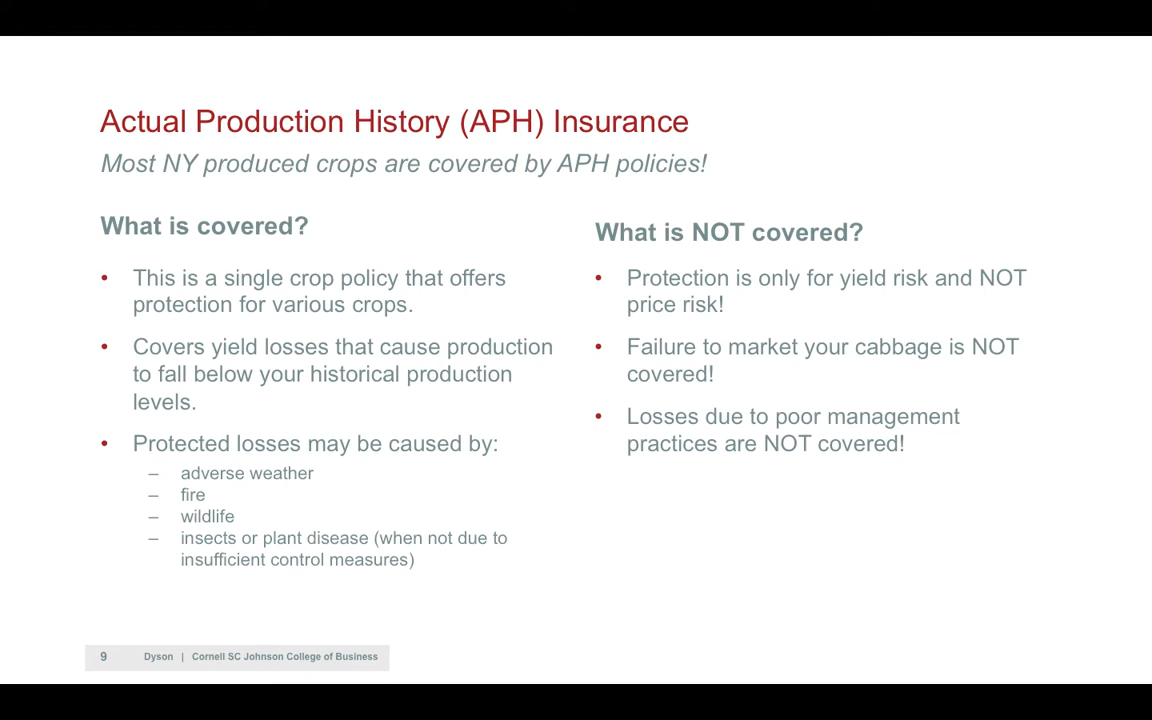 Actual Production History (APH) Insurance
Most NY produced crops are covered by APH policies!
What is covered?
• This is a single crop policy that offers
protection for various crops.
• Covers yield losses that cause production
to fall below your historical production
levels.
• Protected losses may be caused by:
– adverse weather
– fire
– wildlife
– insects or plant disease (when not due to
insufficient control measures)
What is NOT covered?
• Protection is only for yield risk and NOT
price risk!
• Failure to market your cabbage is NOT
covered!
• Losses due to poor management
practices are NOT covered!
9 Dyson | Cornell SC Johnson College of Business